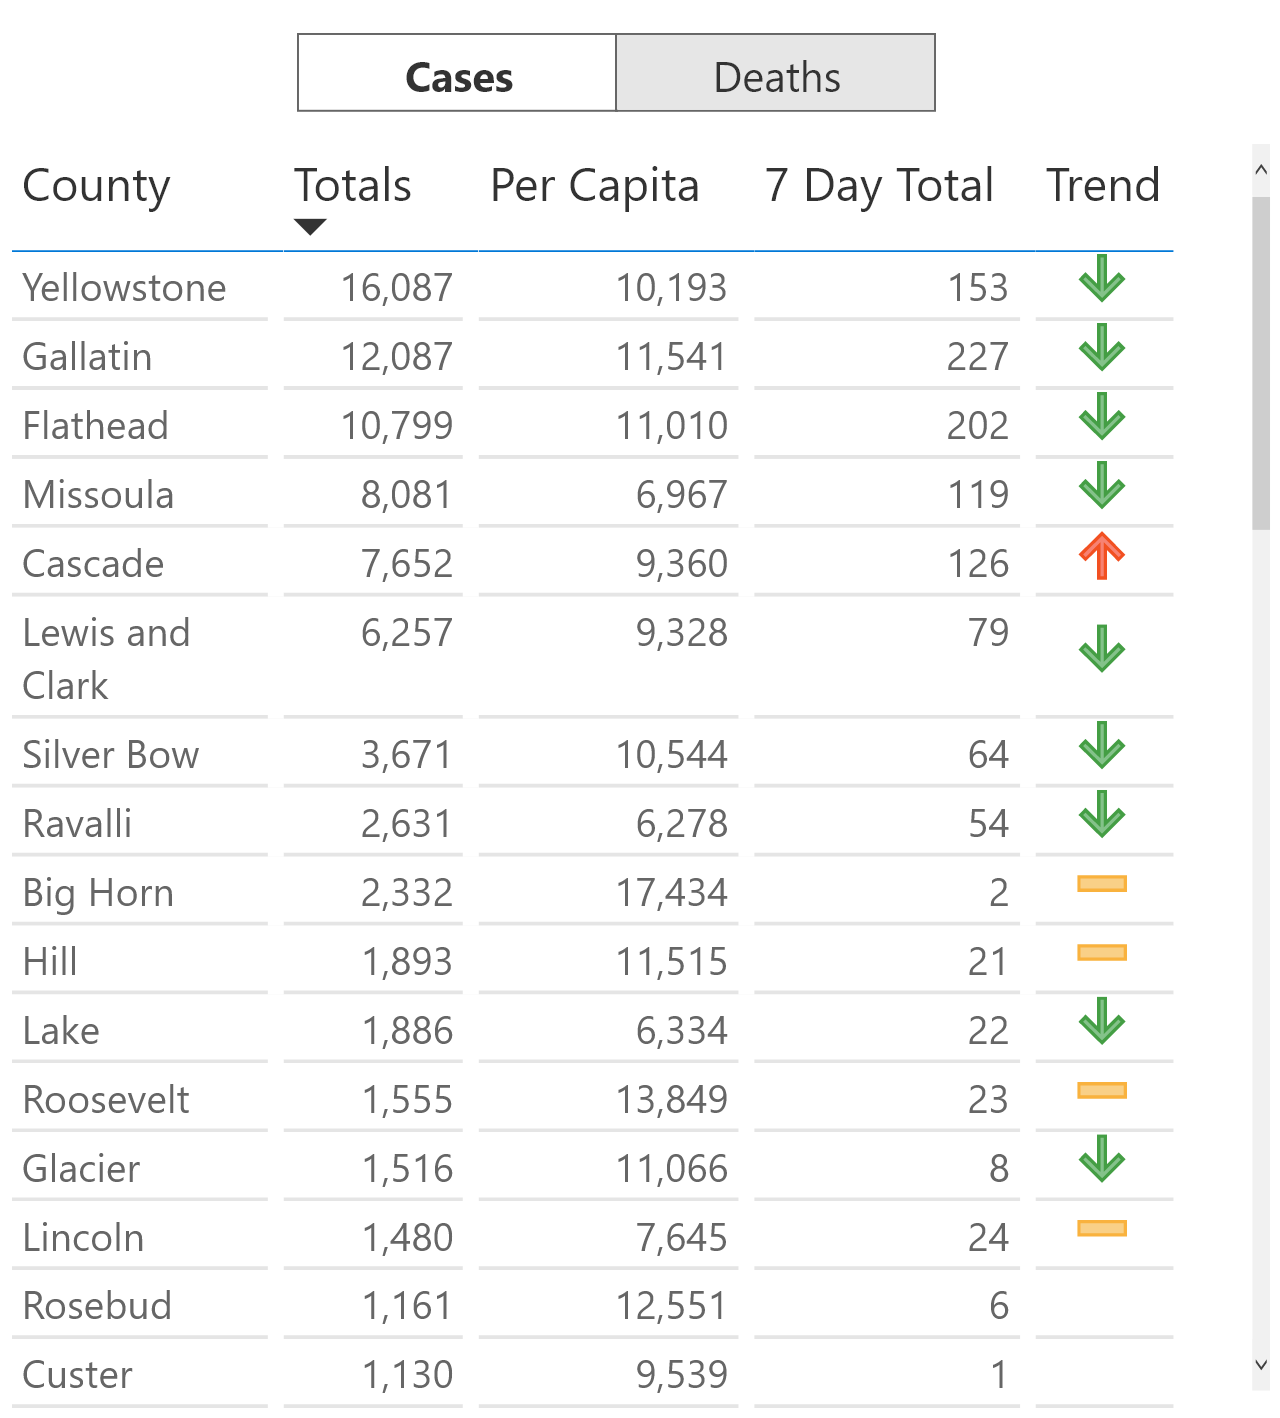 Cases Deaths
County Totals Per Capita 7 Day Total Trend
Yellowstone 16,087 10,193 153
Gallatin 12,087 11,541 227
Flathead 10,799 11,010 202
Missoula 8,081 6,967 119
Cascade 7,652 9,360 126
Lewis and 6,257 9,328 79
Clark
Silver Bow 3,671 10,544 64
Ravalli 2,631 6,278 54
Big Horn 2,332 17,434 2
Hill 1,893 11,515 21
Lake 1,886 6,334 22
Roosevelt 1,555 13,849 23
Glacier 1,516 11,066 8
Lincoln 1,480 7,645 24
Rosebud 1,161 12,551 6
Custer 1,130 9,539 1